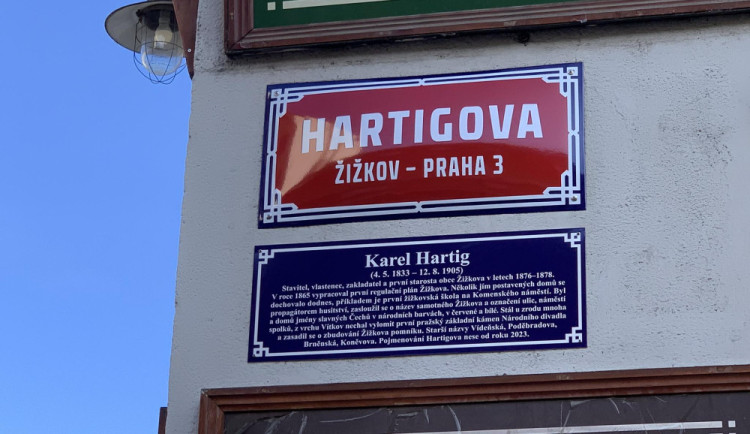 HARTIGOVA
ŽIŽKOV – PRAHA 3
Karel Hartig
(4. 5. 1833 – 12. 8. 1905)
Stavitel, vlastenec, zakladatel a první starosta obce Žižkova v letech 1876–1878.
V roce 1865 vypracoval první regulační plán Žižkova. Několik jím postavených domů se
dochovalo dodnes, příkladem je první žižkovská škola na Komenského náměstí. Byl
propagátorem husitství, zasloužil se o název samotného Žižkova a označení ulic, náměstí
a domů jmény slavných Čechů v národních barvách, v červené a bílé. Stál u zrodu mnoha
spolků, z vrchu Vítkov nechal vylomit první pražský základní kámen Národního divadla
a zasadil se o zbudování Žižkova pomníku. Starší názvy Vídeňská, Poděbradova,
Brněnská, Koněvova. Pojmenování Hartigova nese od roku 2023.